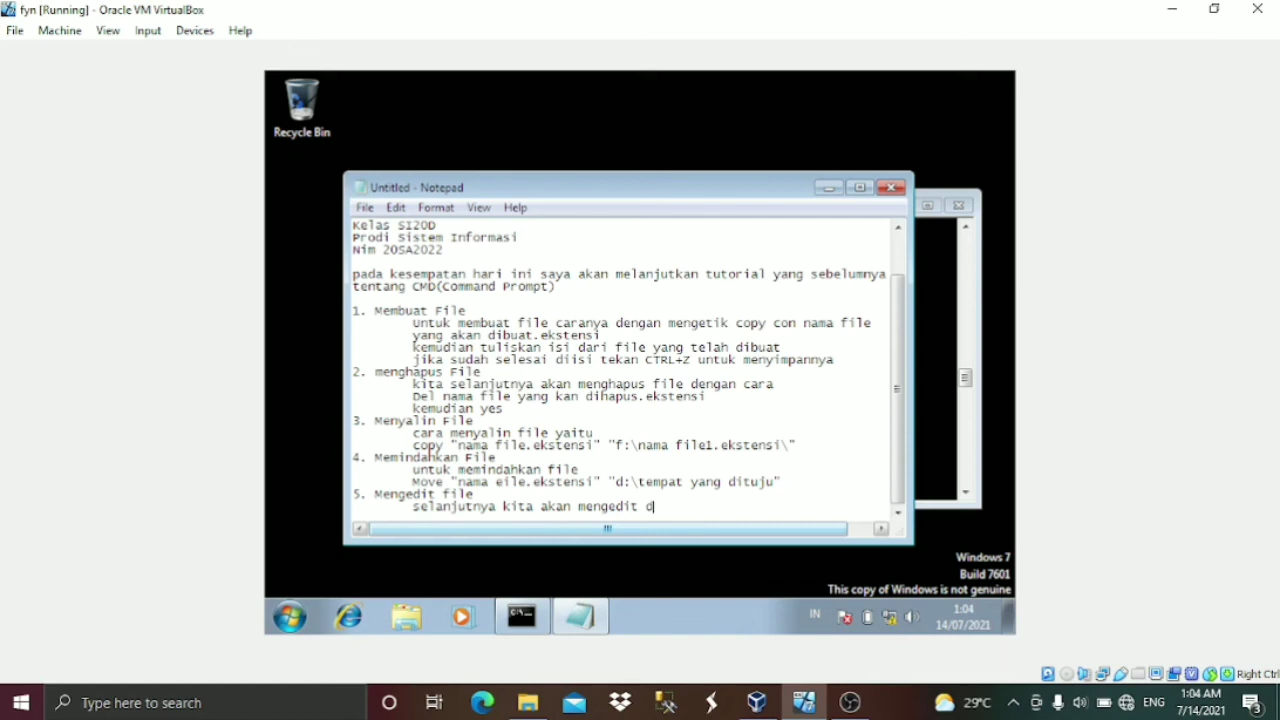 fyn [Running] - Oracle VM VirtualBox
File Machine View Input Devices Help
Recycle Bin
Untitled - Notepad
File Edit Format View Help
Kelas SI20D
Prodi Sistem Informasi
Nim 20SA2022
pada kesempatan hari ini saya akan melanjutkan tutorial yang sebelumnya
tentang CMD(Command Prompt)
1. Membuat File
untuk membuat file caranya dengan mengetik copy con nama file
yang akan dibuat.ekstensi
kemudian tuliskan isi dari file yang telah dibuat
jika sudah selesai diisi tekan CTRL+Z untuk menyimpannya
2. menghapus File
kita selanjutnya akan menghapus file dengan cara
Del nama file yang kan dihapus.ekstensi
kemudian yes
3. Menyalin File
cara menyalin file yaitu
copy "nama file.ekstensi" "f:\nama file1.ekstensi\"
4. Memindahkan File
untuk memindahkan file
Move "nama eile.ekstensi" "d:\tempat yang dituju"
5. Mengedit file
selanjutnya kita akan mengedit d
Windows 7
Build 7601
This copy of Windows is not genuine
C:\_
IN
1:04
14/07/2021
Right Ctrl
Type here to search
29°C
ENG
1:04 AM
7/14/2021
3